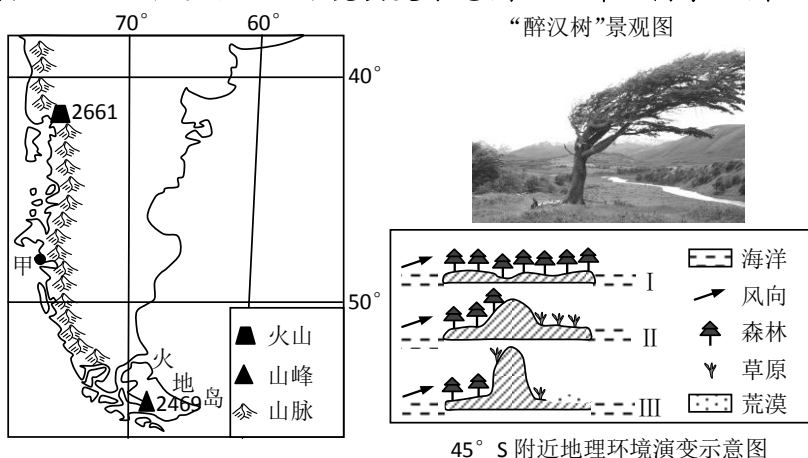 70°
60°
“醉汉树”景观图
40°
2661
甲
50°
火
地
岛
2469
火山
山峰
山脉
海洋
风向
森林
草原
荒漠
I
II
III
45°S附近地理环境演变示意图